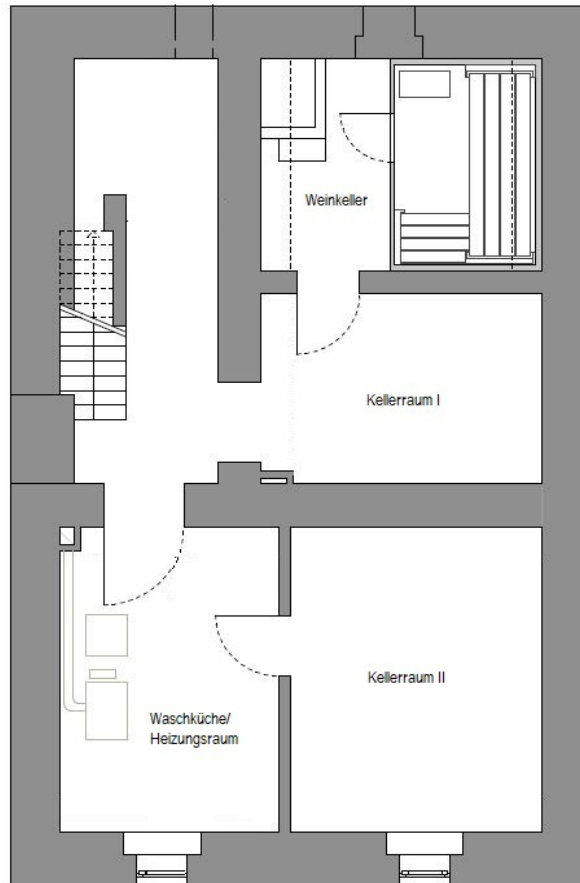 Weinkeller
Kellerraum I
Kellerraum II
Waschküche/
Heizungsraum